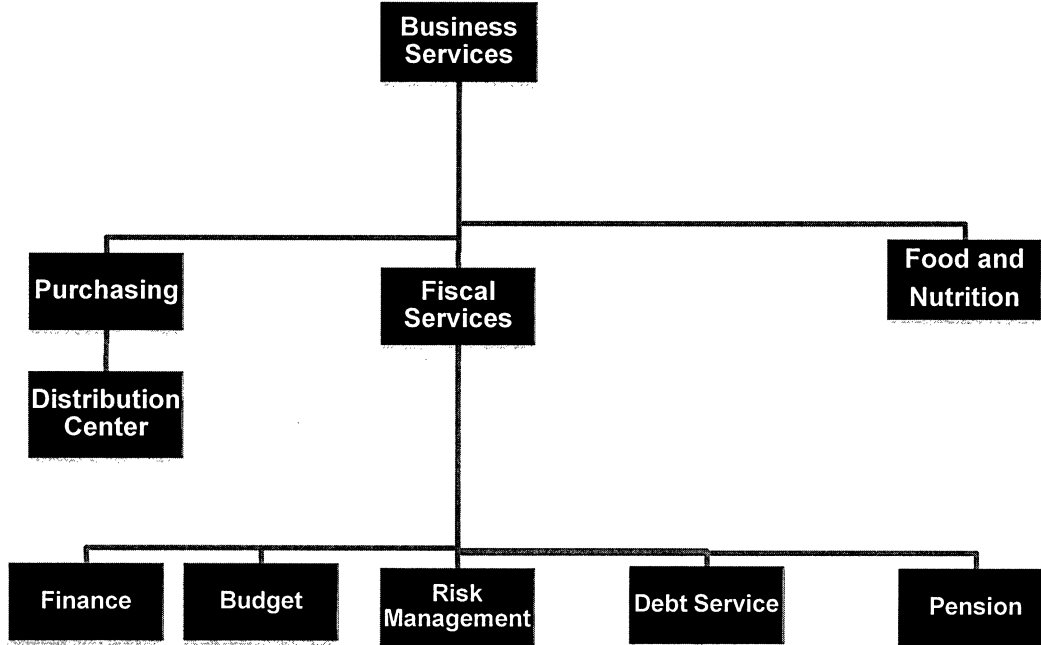 Business
Services
Purchasing
Fiscal
Services
Food and
Nutrition
Distribution
Center
Finance
Budget
Risk
Management
Debt Service
Pension